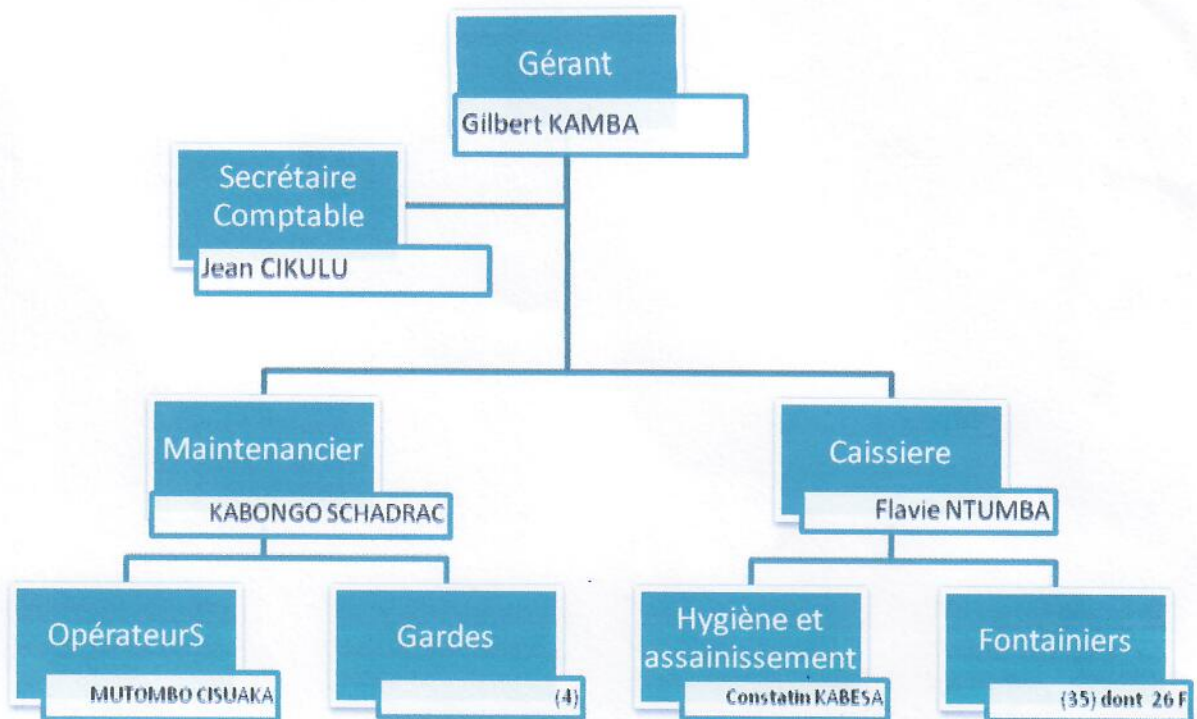 Gérant
Gilbert KAMBA
Secrétaire
Comptable
Jean CIKULU
Maintenancier
KABONGO SCHADRAC
Caissiere
Flavie NTUMBA
OpérateurS
MUTOMBO CISUAKA
Gardes
(4)
Hygiène et
assainissement
Constatin KABESA
Fontainiers
(35) dont 26 F